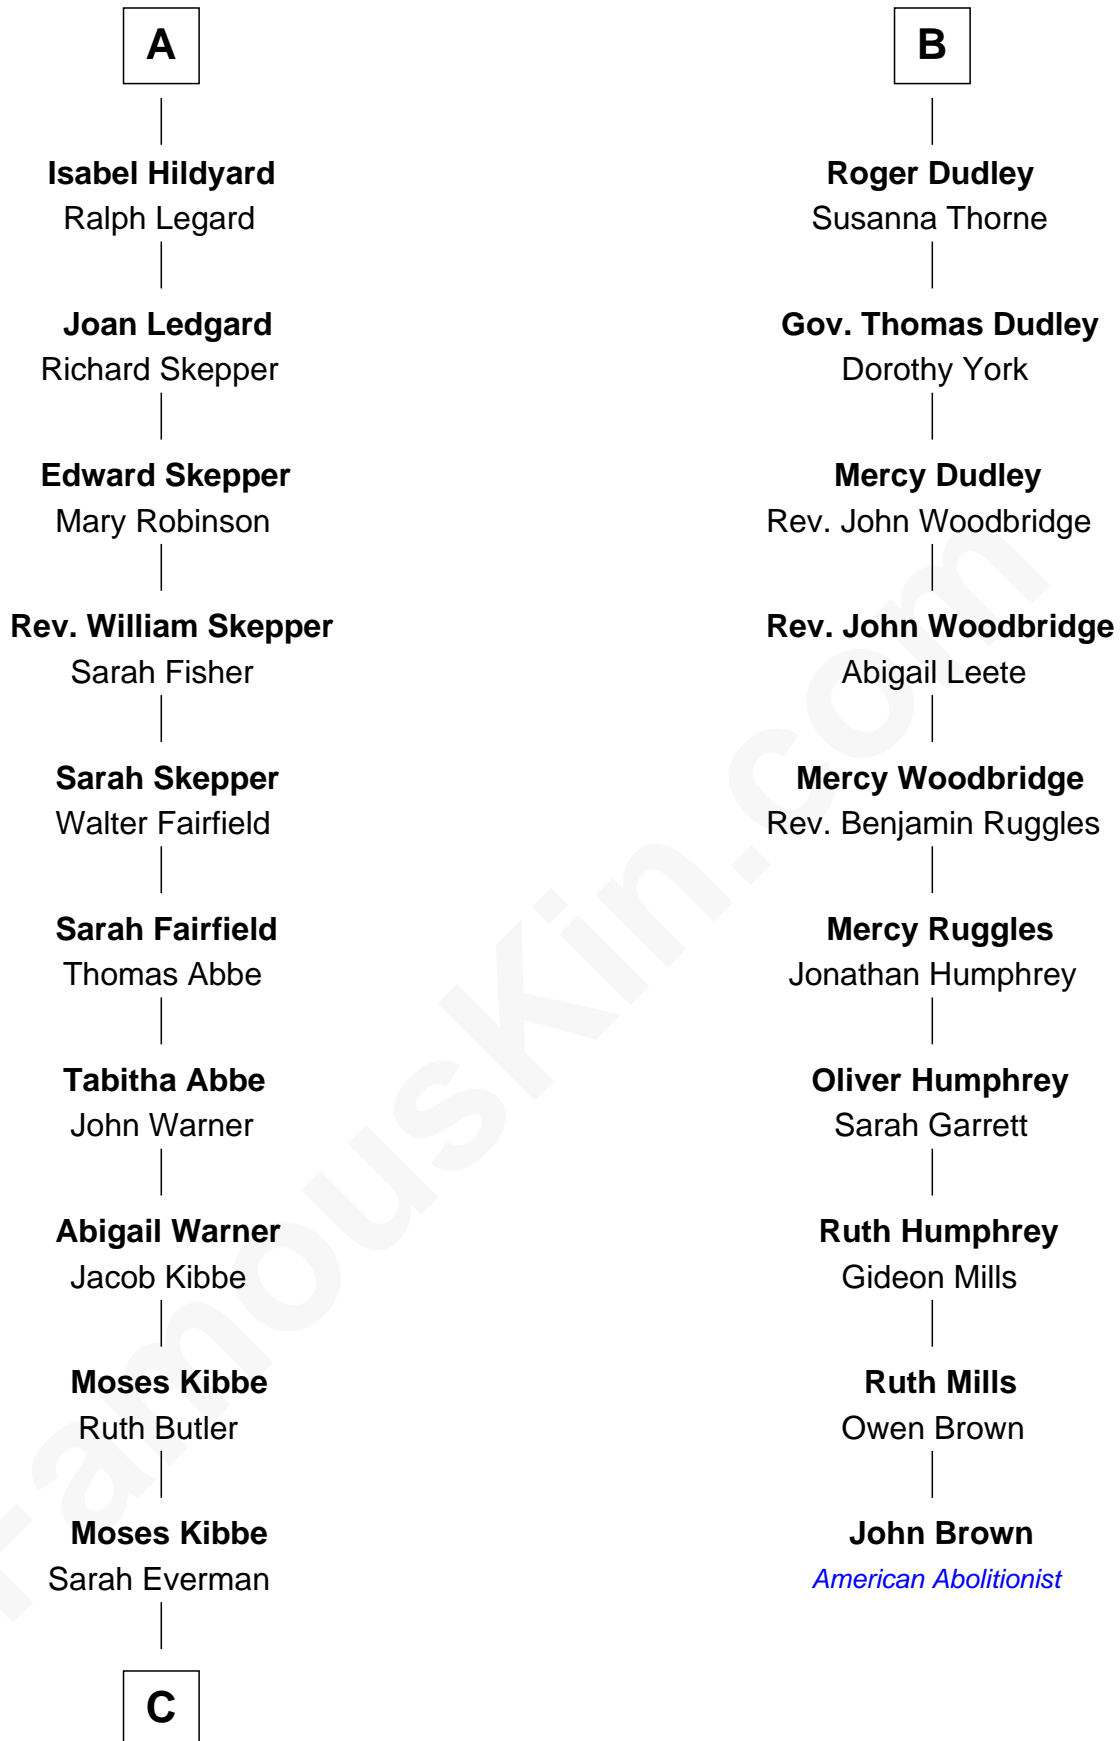 A
Isabel Hildyard
Ralph Legard
Joan Ledgard
Richard Skepper
Edward Skepper
Mary Robinson
Rev. William Skepper
Sarah Fisher
Sarah Skepper
Walter Fairfield
Sarah Fairfield
Thomas Abbe
Tabitha Abbe
John Warner
Abigail Warner
Jacob Kibbe
Moses Kibbe
Ruth Butler
Moses Kibbe
Sarah Everman
C
B
Roger Dudley
Susanna Thorne
Gov. Thomas Dudley
Dorothy York
Mercy Dudley
Rev. John Woodbridge
Rev. John Woodbridge
Abigail Leete
Mercy Woodbridge
Rev. Benjamin Ruggles
Mercy Ruggles
Jonathan Humphrey
Oliver Humphrey
Sarah Garrett
Ruth Humphrey
Gideon Mills
Ruth Mills
Owen Brown
John Brown
American Abolitionist
FamousKin.com